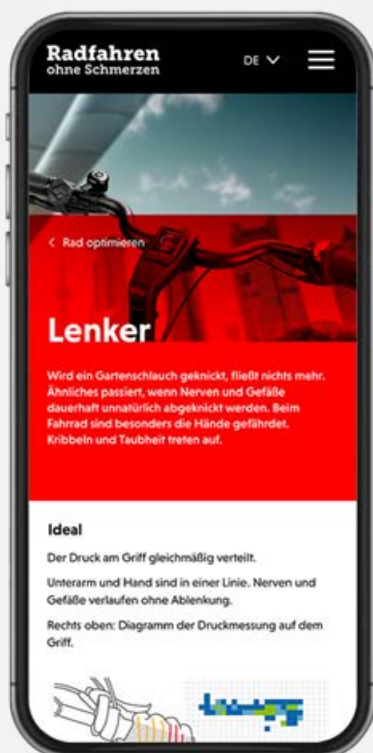 Radfahren
ohne Schmerzen
DE
Rad optimieren
Lenker
Wird ein Gartenschlauch geknickt, fließt nichts mehr.
Ähnliches passiert, wenn Nerven und Gefäße
dauerhaft unnatürlich abgeknickt werden. Beim
Fahrrad sind besonders die Hände gefährdet.
Kribbeln und Taubheit treten auf.
Ideal
Der Druck am Griff gleichmäßig verteilt.
Unterarm und Hand sind in einer Linie. Nerven und
Gefäße verlaufen ohne Ablenkung.
Rechts oben: Diagramm der Druckmessung auf dem
Griff.